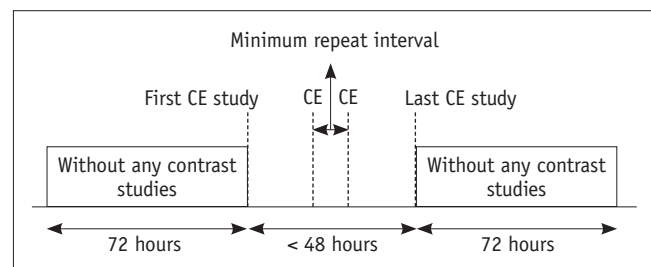 Minimum repeat interval
First CE study
CE
CE
Last CE study
Without any contrast
studies
Without any contrast
studies
72 hours
< 48 hours
72 hours